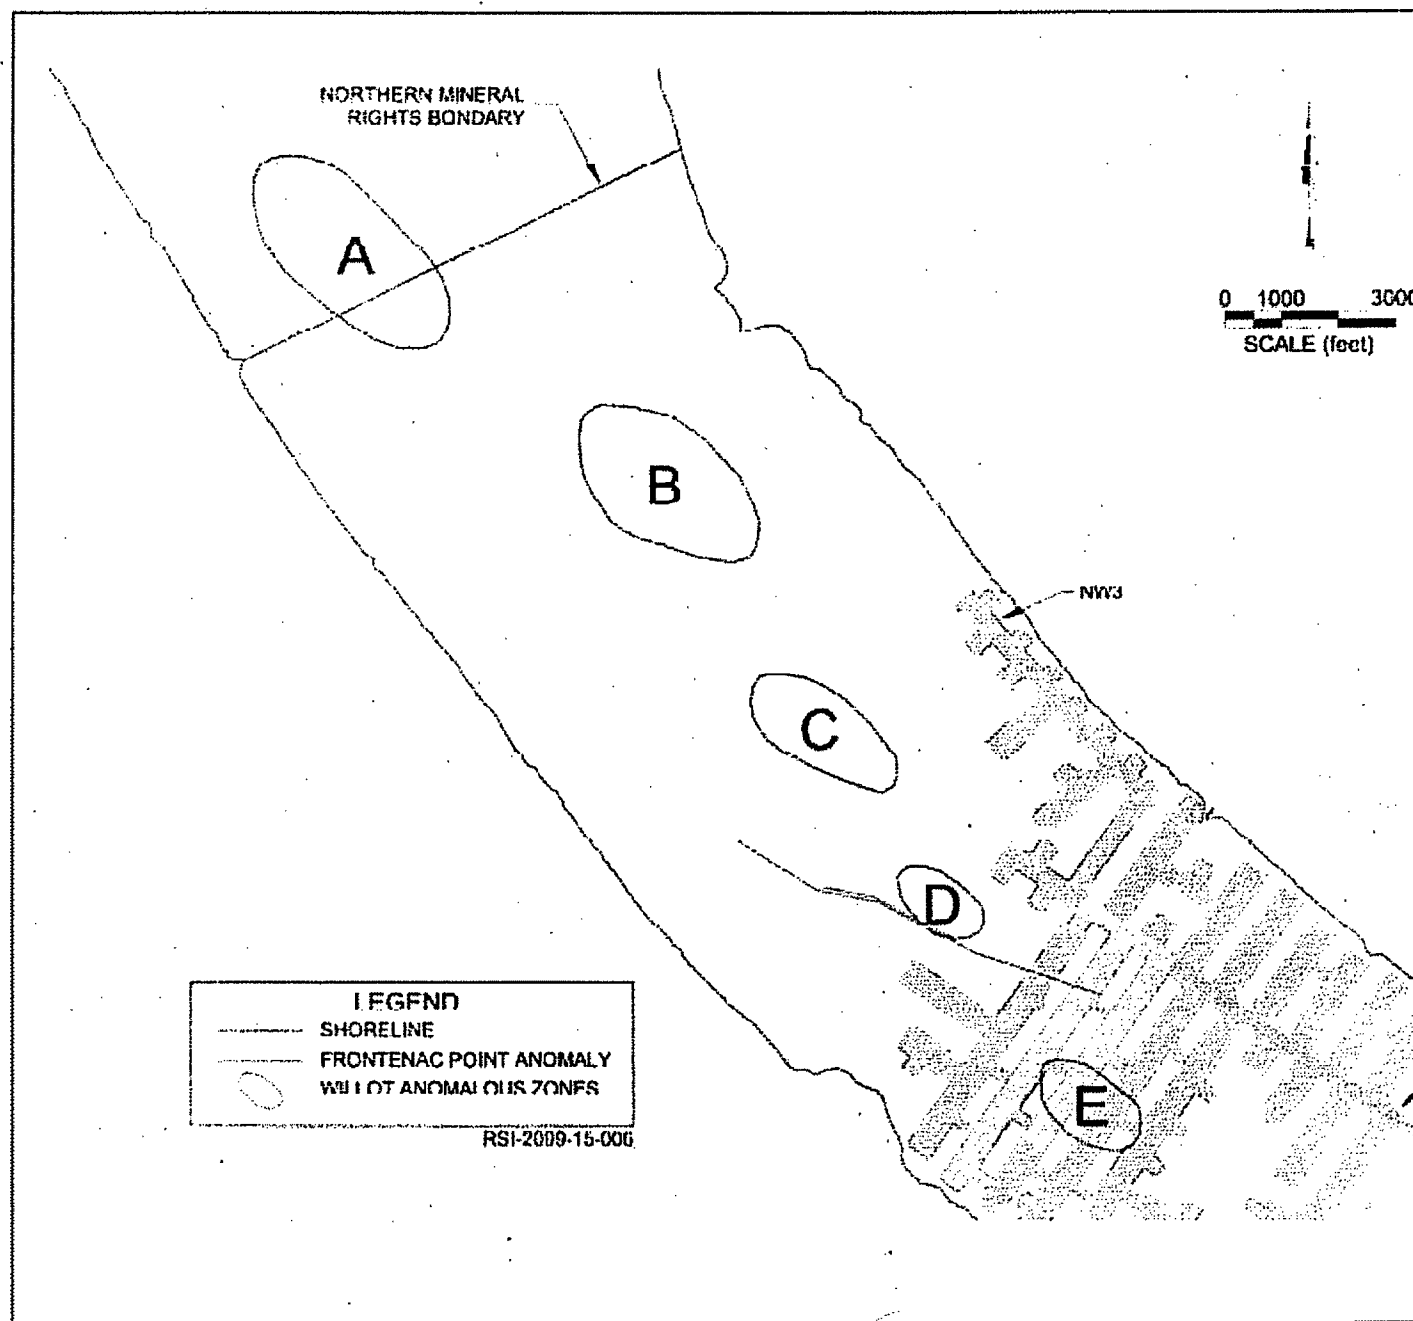 NORTHERN MINERAL
RIGHTS BONDARY
A
0 1000 3000
SCALE (feet)
B
NW3
C
D
LEGEND
SHORELINE
FRONTENAC POINT ANOMALY
WILLOT ANOMALOUS ZONES
E
RSI-2009-15-006